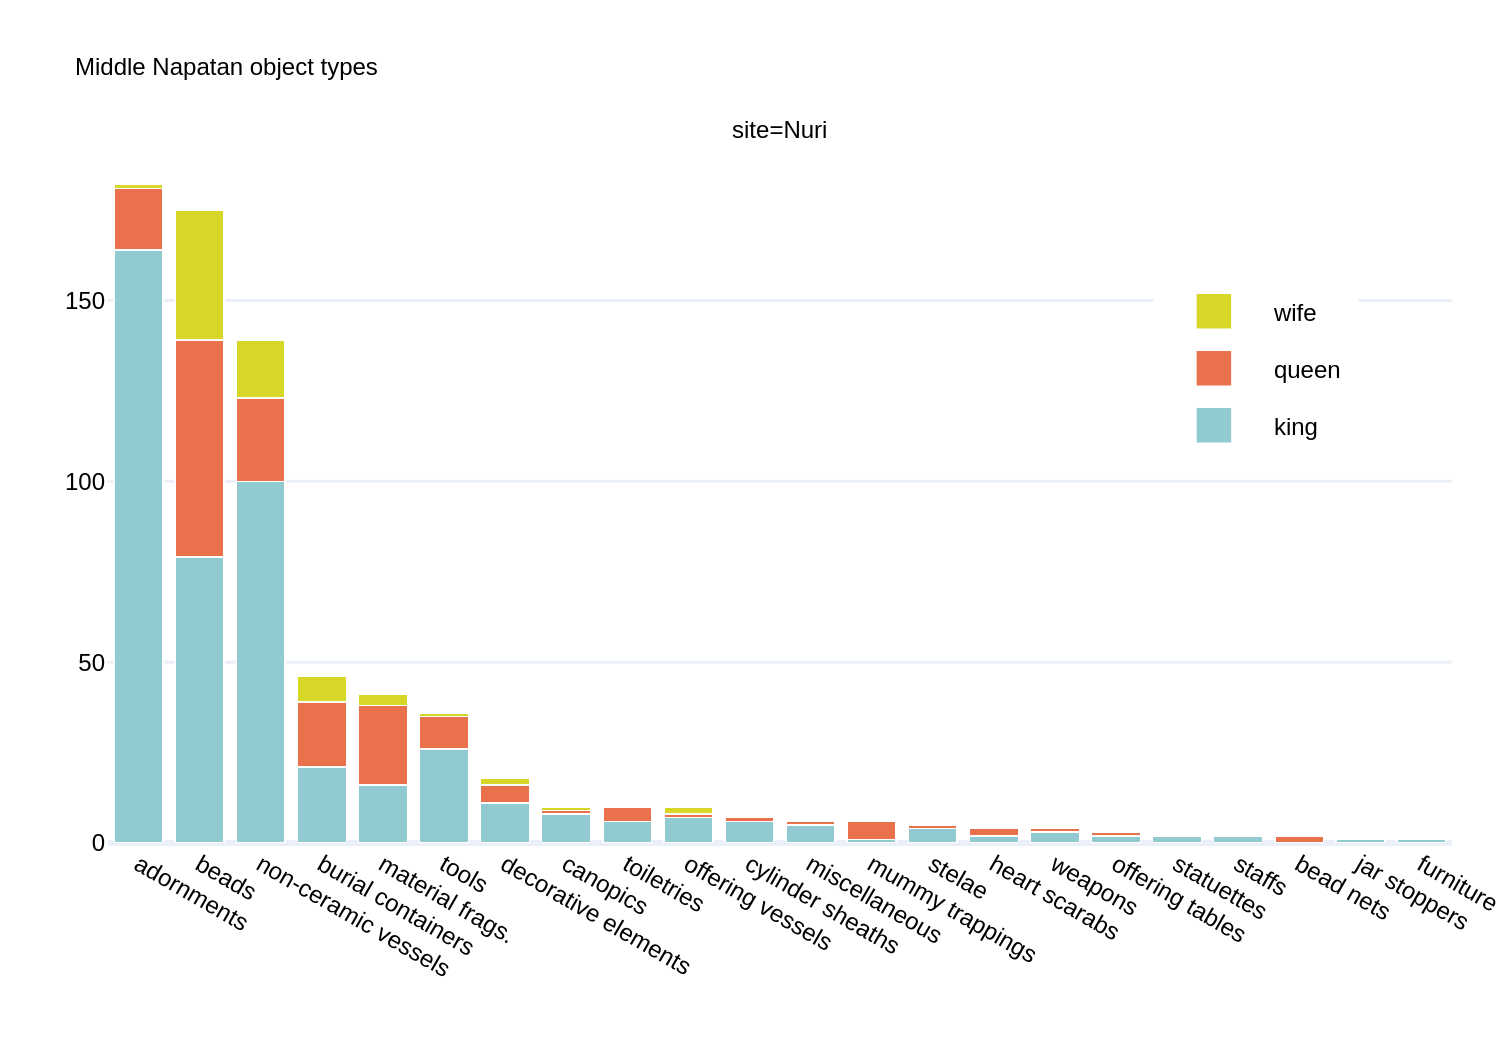 Middle Napatan object types
site=Nuri
150
100
50
0
wife
queen
king
adornments
beads
non-ceramic vessels
burial containers
material frags.
tools
decorative elements
canopics
toiletries
offering vessels
cylinder sheaths
miscellaneous
mummy trappings
stelae
heart scarabs
weapons
offering tables
statuettes
staffs
bead nets
jar stoppers
furniture